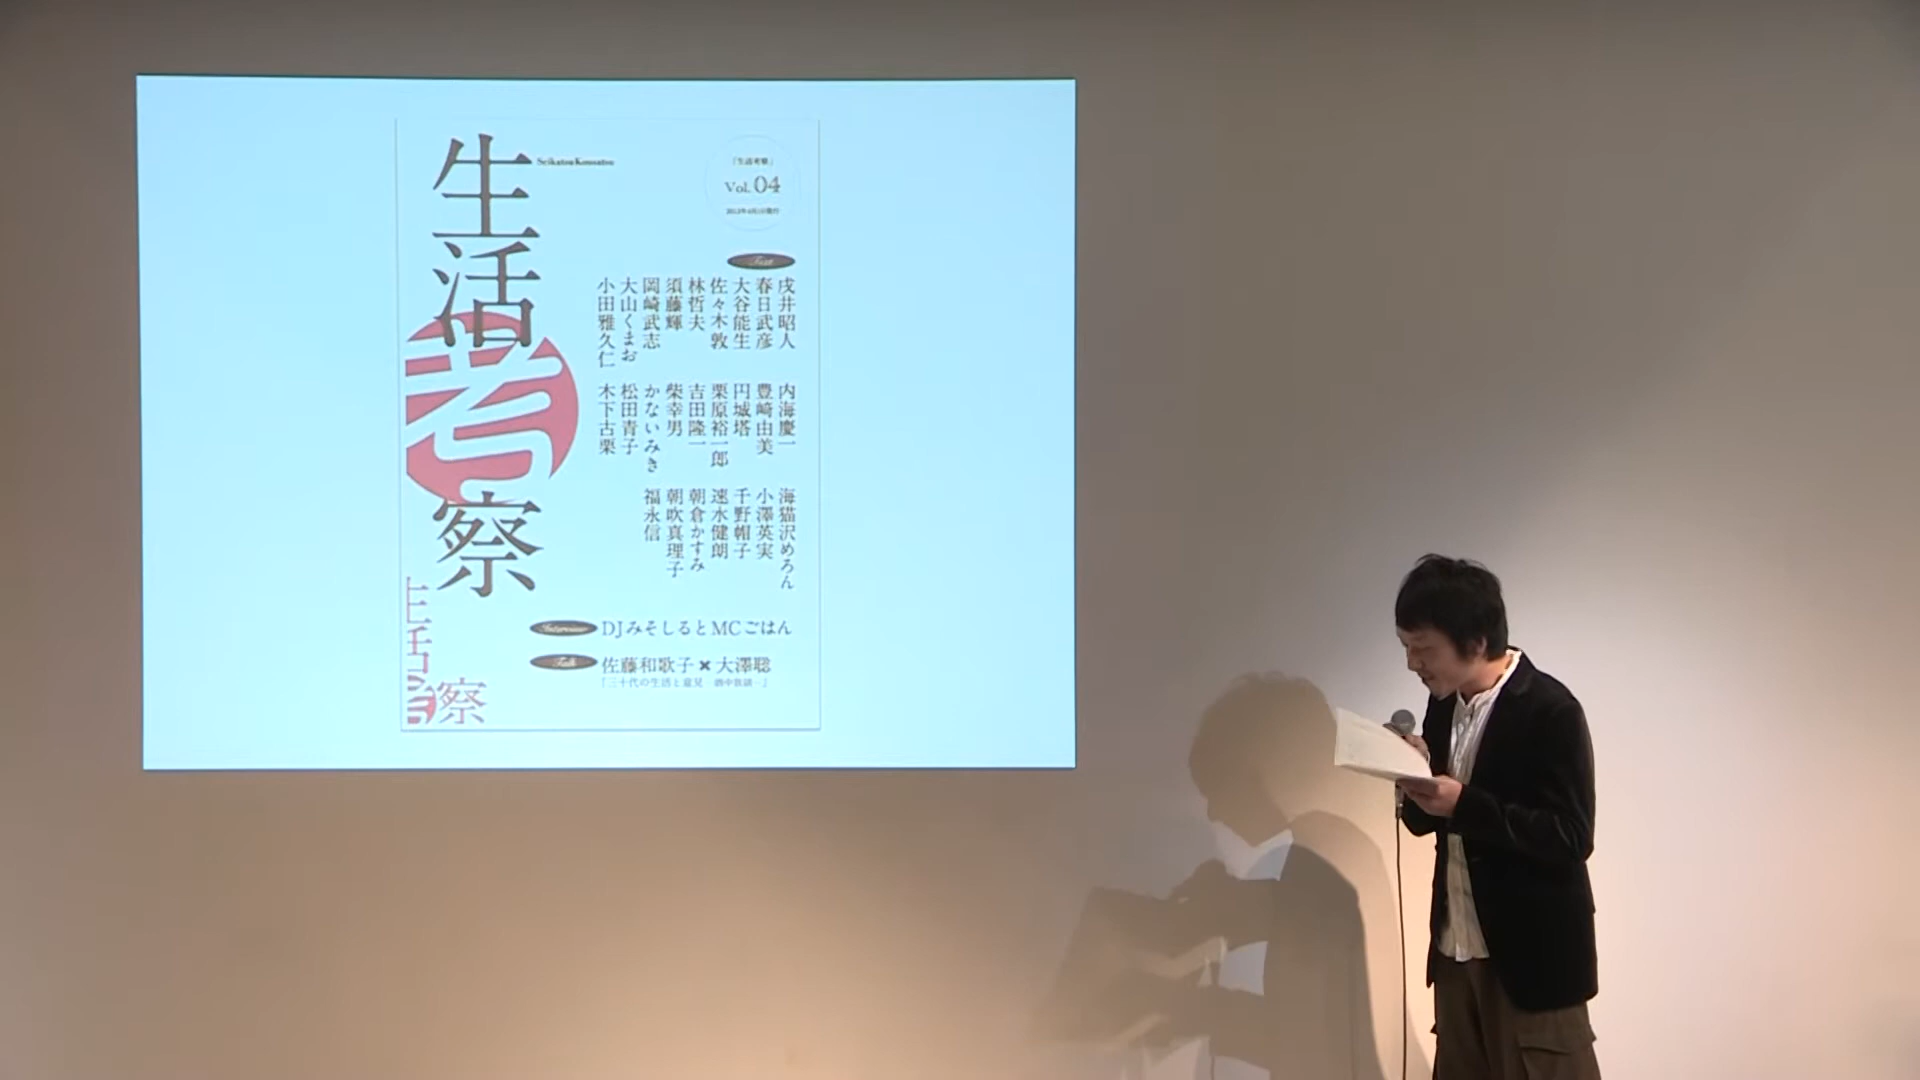 生活考察
SeikatsuKousatsu
「生活考察」
Vol.04
Text
戌井昭人
春日武彦
大谷能生
佐々木敦
林哲夫
須藤輝
岡崎武志
大山くまお
小田雅久仁
内海慶一
豊崎由美
円城塔
栗原裕一郎
吉田隆一
柴幸男
かないみき
松田青子
木下古栗
海猫沢めろん
小澤英実
千野帽子
速水健朗
朝倉かすみ
朝吹真理子
福永信
Interview
DJみそしるとMCごはん
Talk
佐藤和歌子×大澤聡